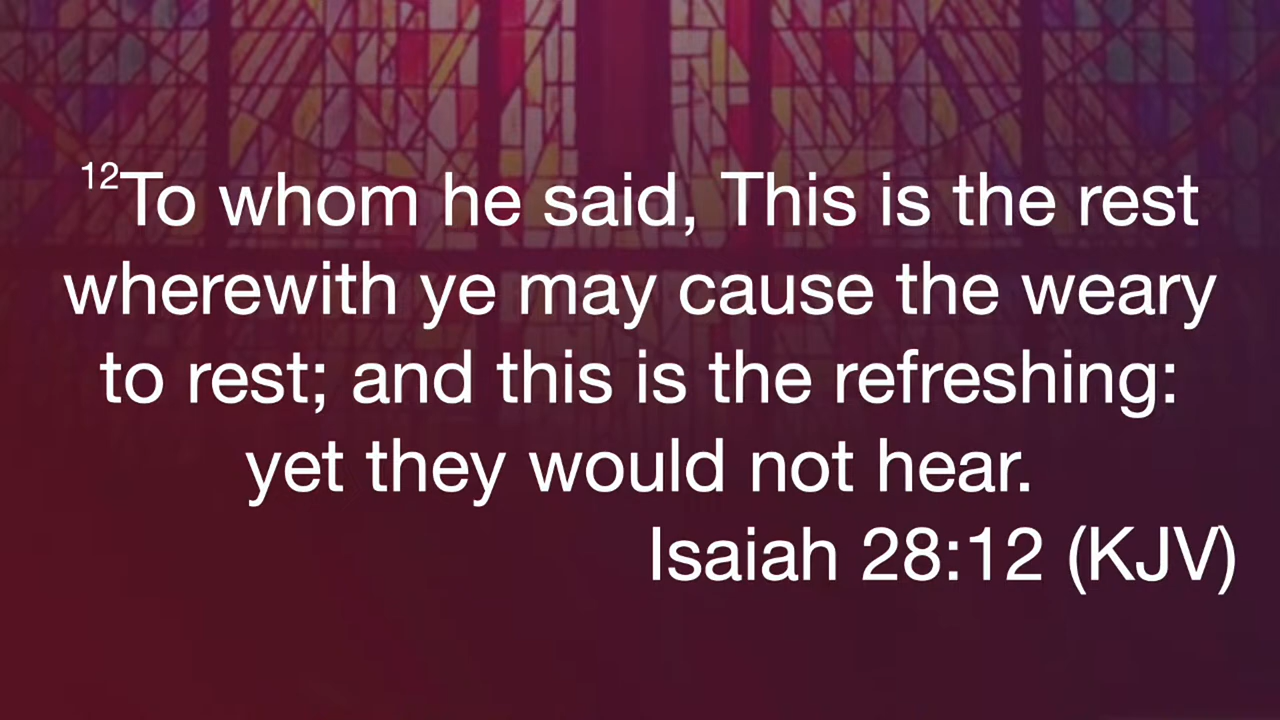 12To whom he said, This is the rest
wherewith ye may cause the weary
to rest; and this is the refreshing:
yet they would not hear.
Isaiah 28:12 (KJV)